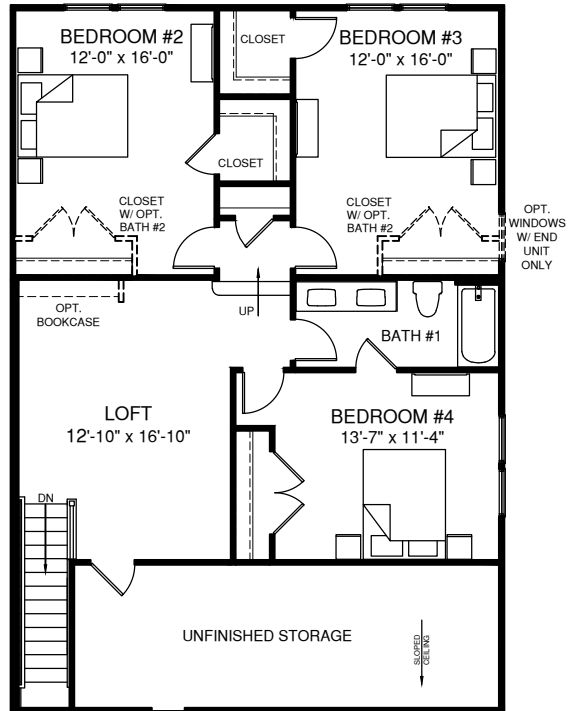 BEDROOM #2
12'-0" x 16'-0"
CLOSET
BEDROOM #3
12'-0" x 16'-0"
CLOSET
CLOSET
W/ OPT.
BATH #2
CLOSET
W/ OPT.
BATH #2
OPT.
WINDOWS
W/ END
UNIT
ONLY
OPT.
BOOKCASE
UP
BATH #1
LOFT
12'-10" x 16'-10"
BEDROOM #4
13'-7" x 11'-4"
DN
UNFINISHED STORAGE
SLOPED
CEILING